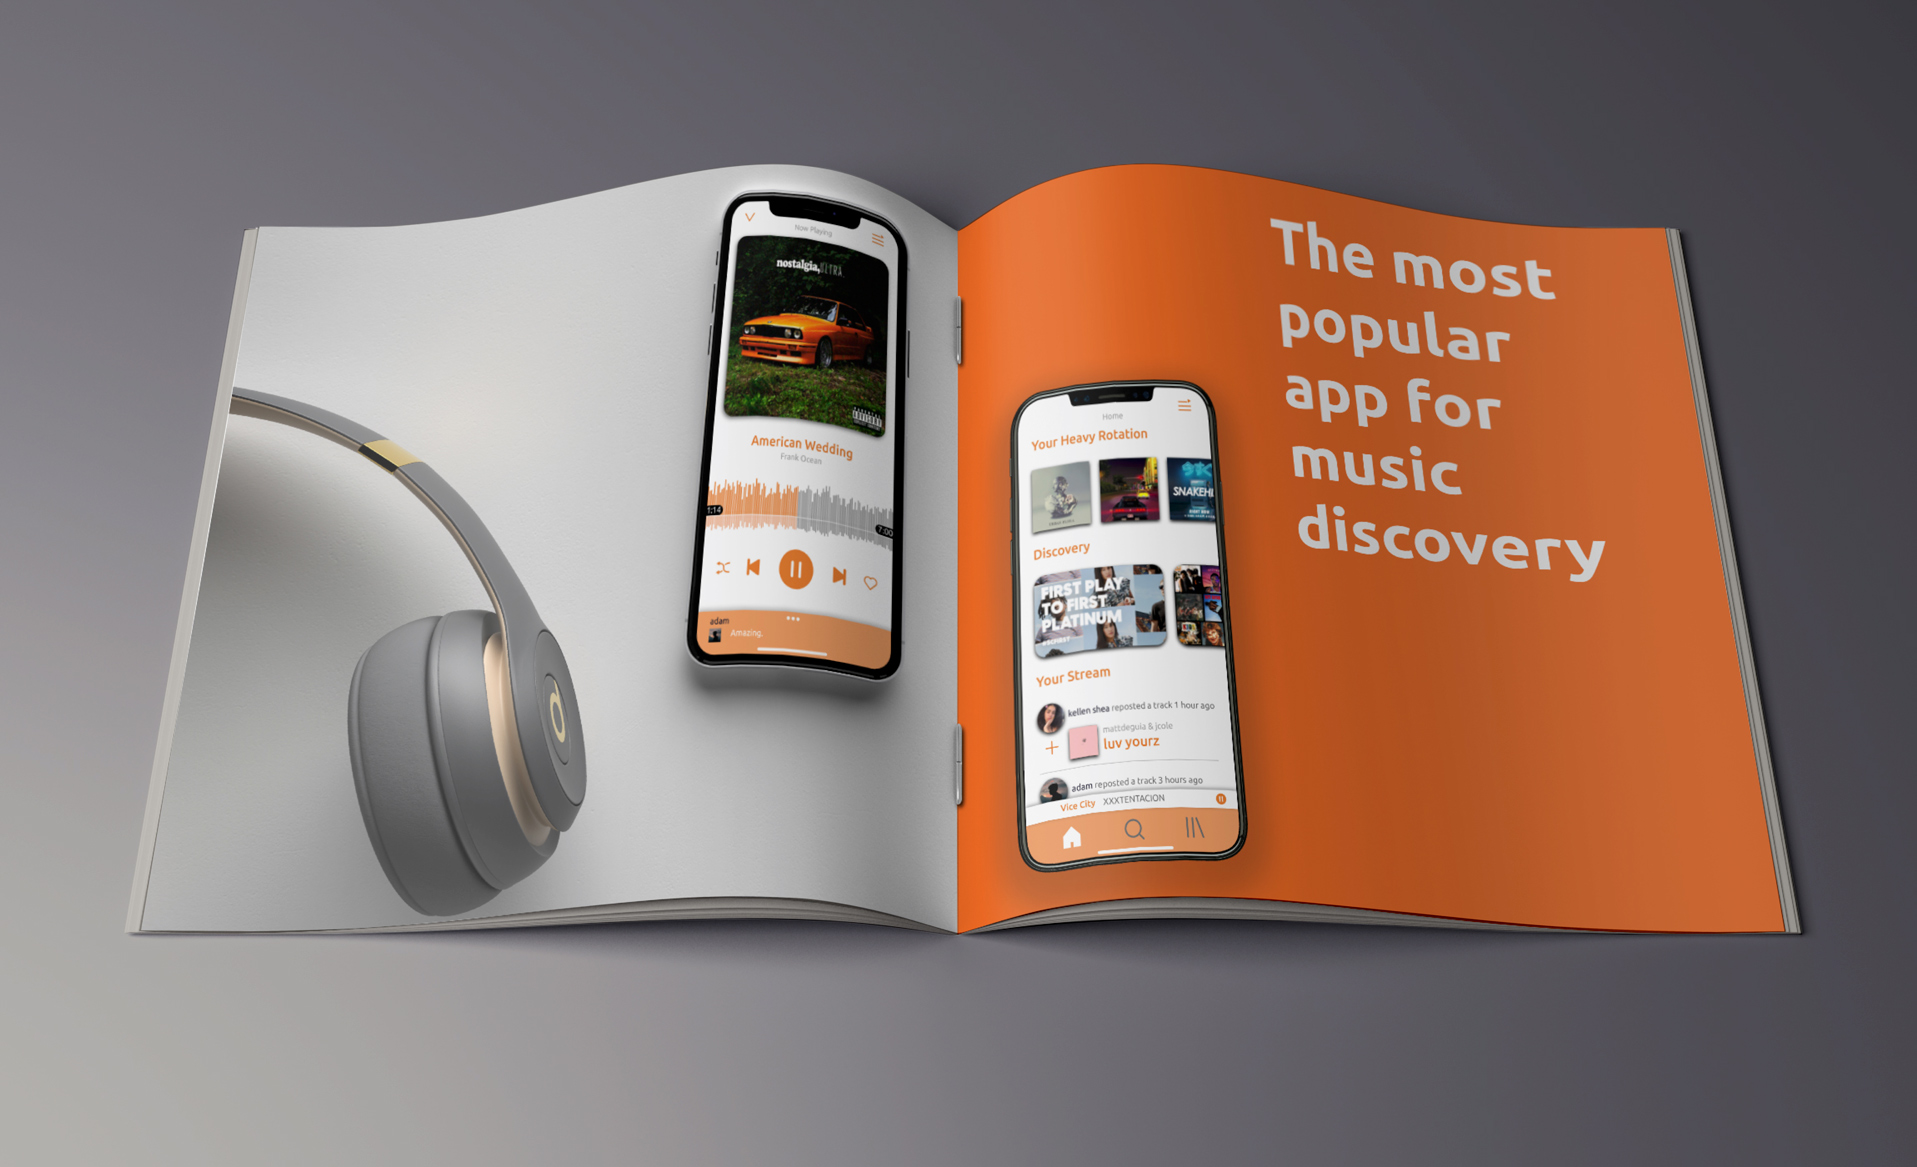 Now Playing
nostalgia,ULTRA.
American Wedding
Frank Ocean
1:14
7:00
adam
Amazing.
The most
popular
app for
music
discovery
Home
Your Heavy Rotation
Discovery
FIRST PLAY
TO FIRST
PLATINUM
Your Stream
kellen shea reposted a track 1 hour ago
mattdeguia & jcole
luv yourz
adam reposted a track 3 hours ago
Vice City XXXTENTACION